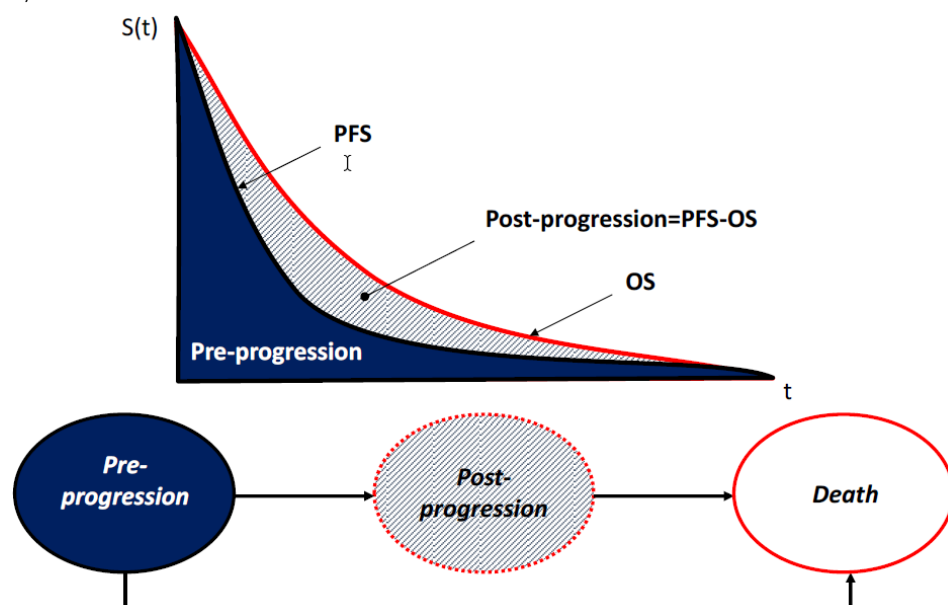 S(t)
PFS
Post-progression=PFS-OS
OS
Pre-progression
t
Pre-
progression
Post-
progression
Death